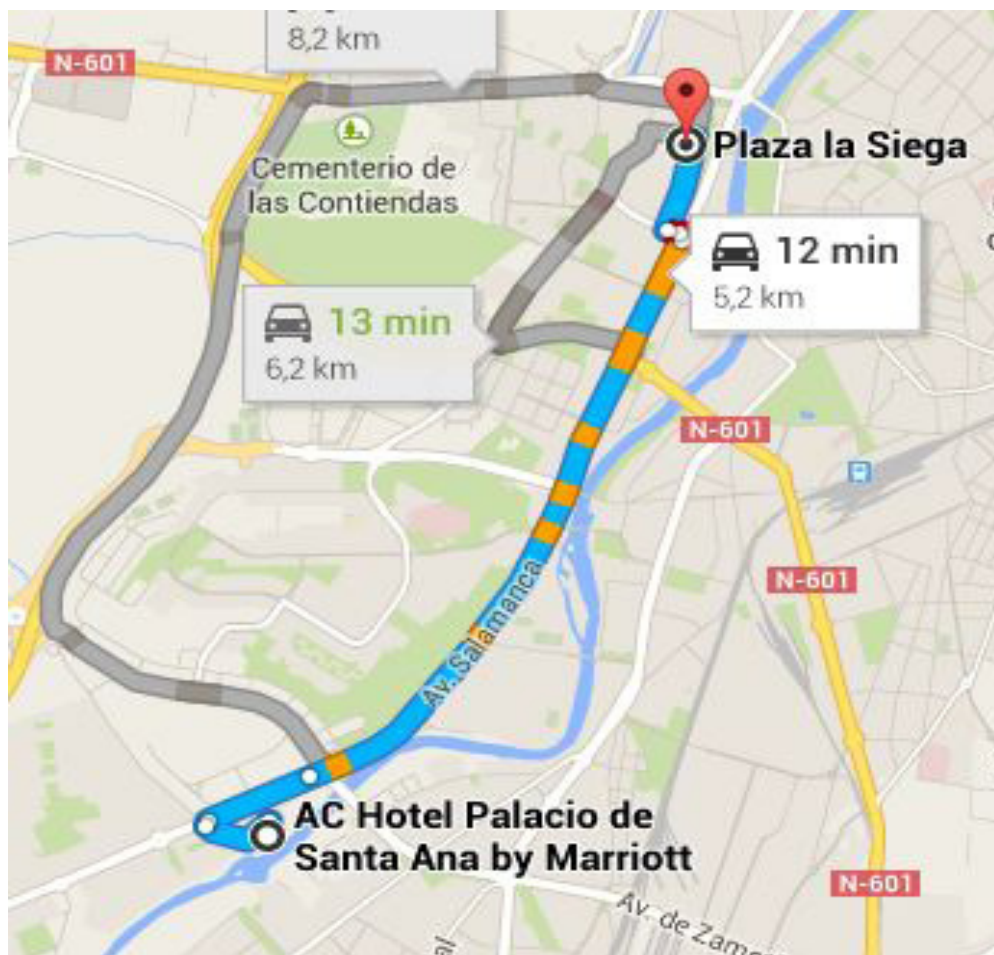 8,2 km
N-601
Cementerio de
las Contiendas
Plaza la Siega
12 min
5,2 km
13 min
6,2 km
N-601
N-601
Av. Salamanca
AC Hotel Palacio de
Santa Ana by Marriott
N-601
Av. de